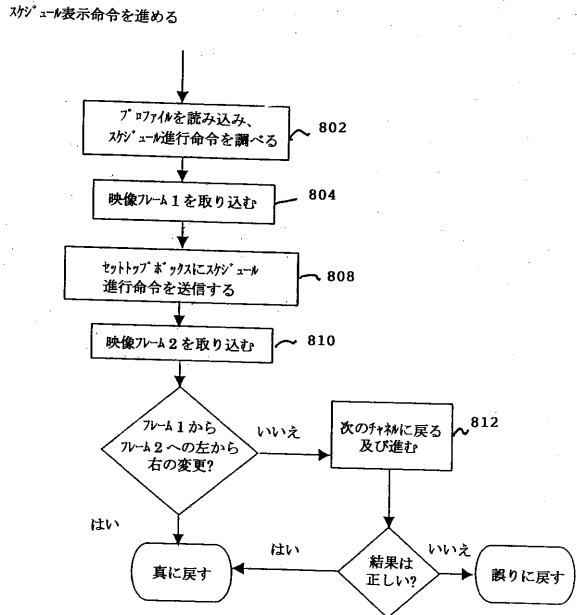 スケジュール表示命令を進める
プロファイルを読み込み、
スケジュール進行命令を調べる
802
映像フレーム1を取り込む
804
セットトップボックスにスケジュール
進行命令を送信する
808
映像フレーム2を取り込む
810
フレーム1から
フレーム2への左から
右の変更?
いいえ
次のチャネルに戻る
及び進む
812
はい
真に戻す
はい
結果は
正しい?
いいえ
誤りに戻す